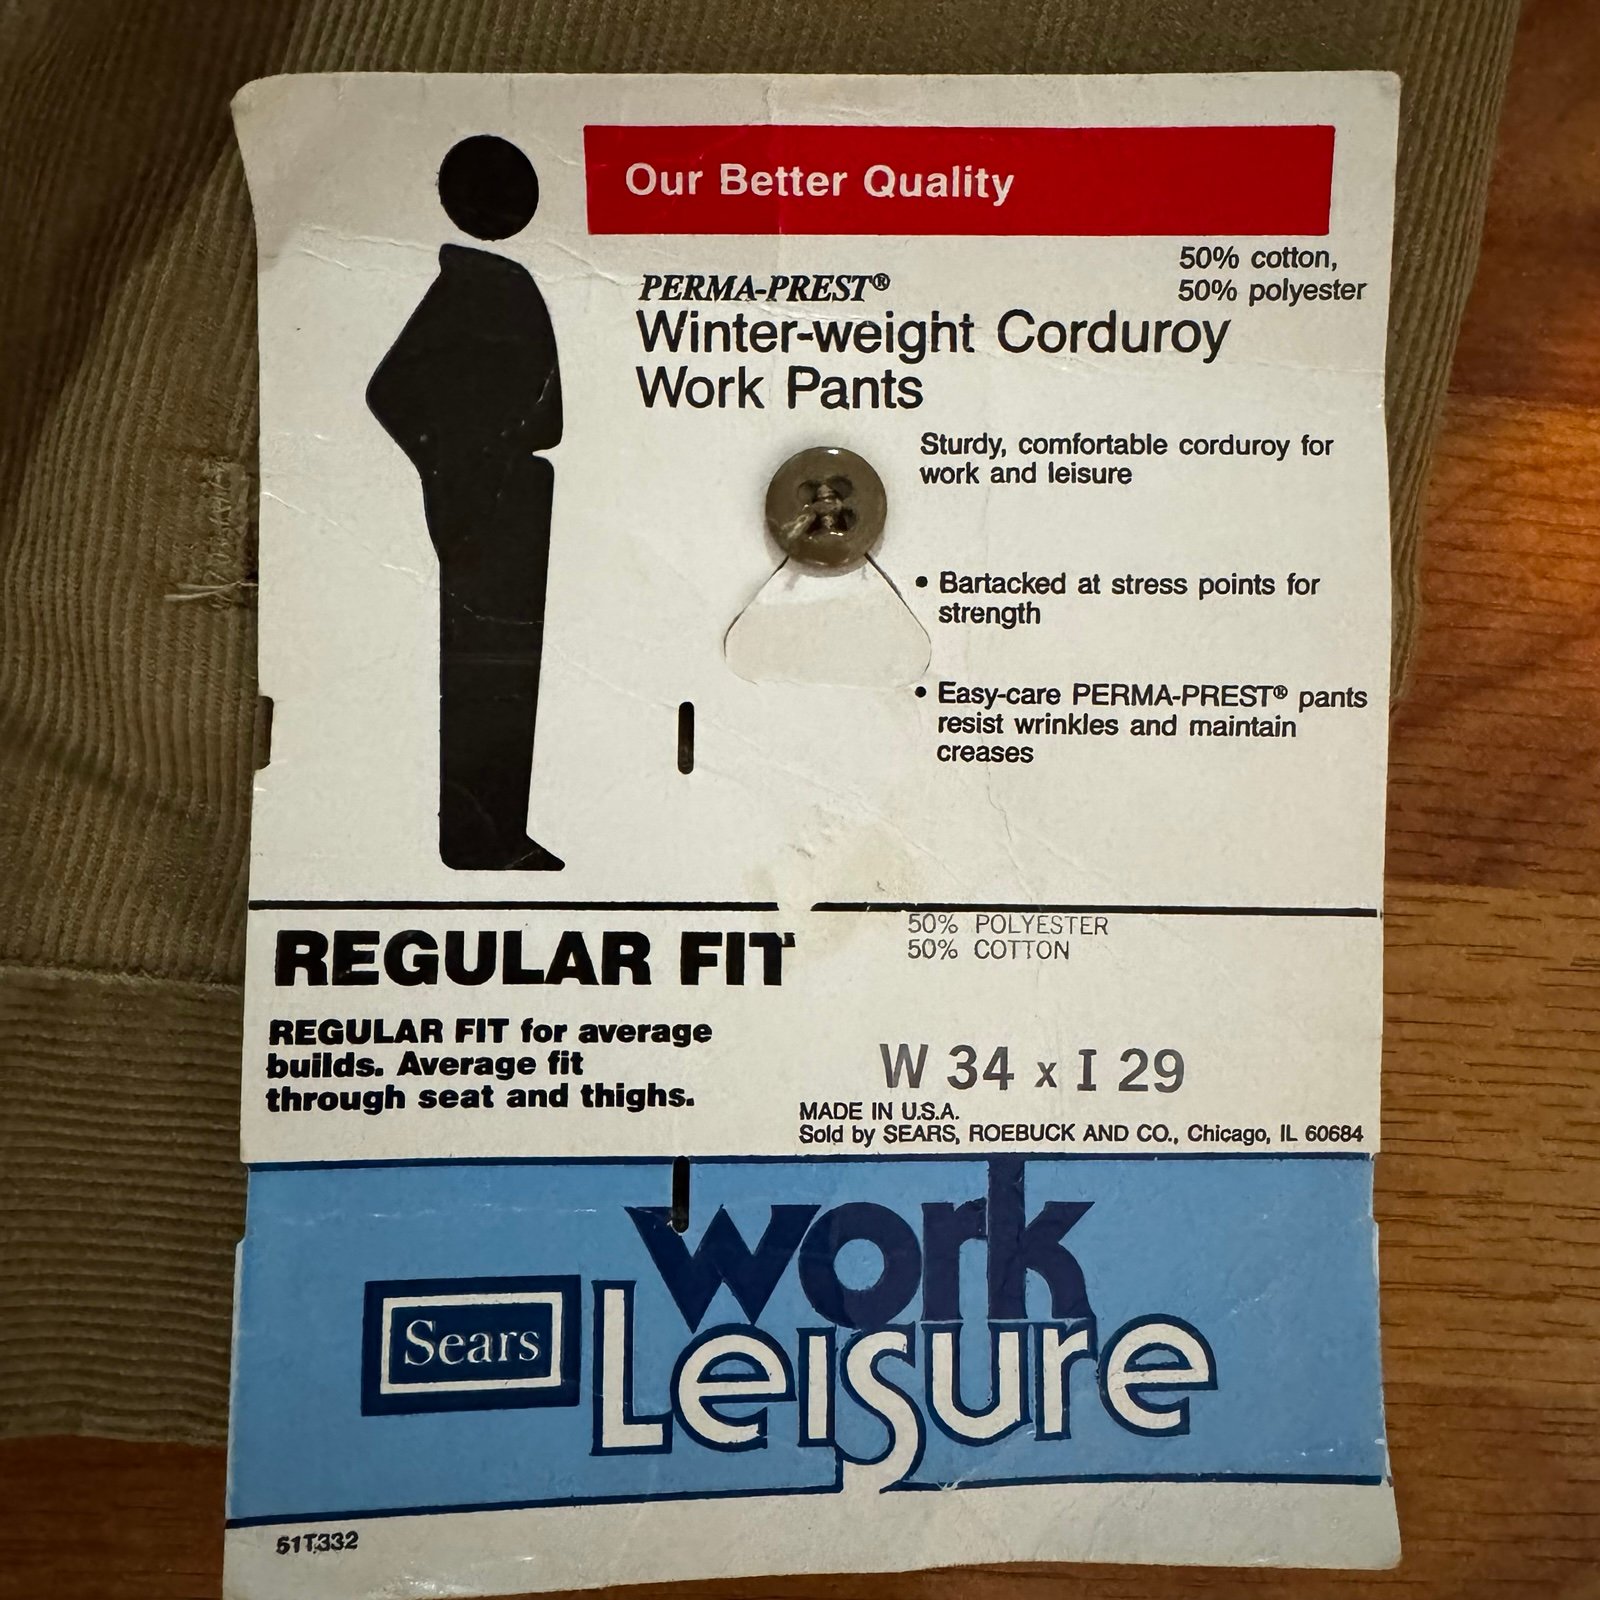 Our Better Quality
50% cotton,
50% polyester
PERMA-PREST®
Winter-weight Corduroy
Work Pants
Sturdy, comfortable corduroy for
work and leisure
• Bartacked at stress points for
strength
• Easy-care PERMA-PREST® pants
resist wrinkles and maintain
creases
REGULAR FIT
REGULAR FIT for average
builds. Average fit
through seat and thighs.
50% POLYESTER
50% COTTON
W 34 x I 29
MADE IN U.S.A.
Sold by SEARS, ROEBUCK AND CO., Chicago, IL 60684
Sears
work
Leisure
61T332